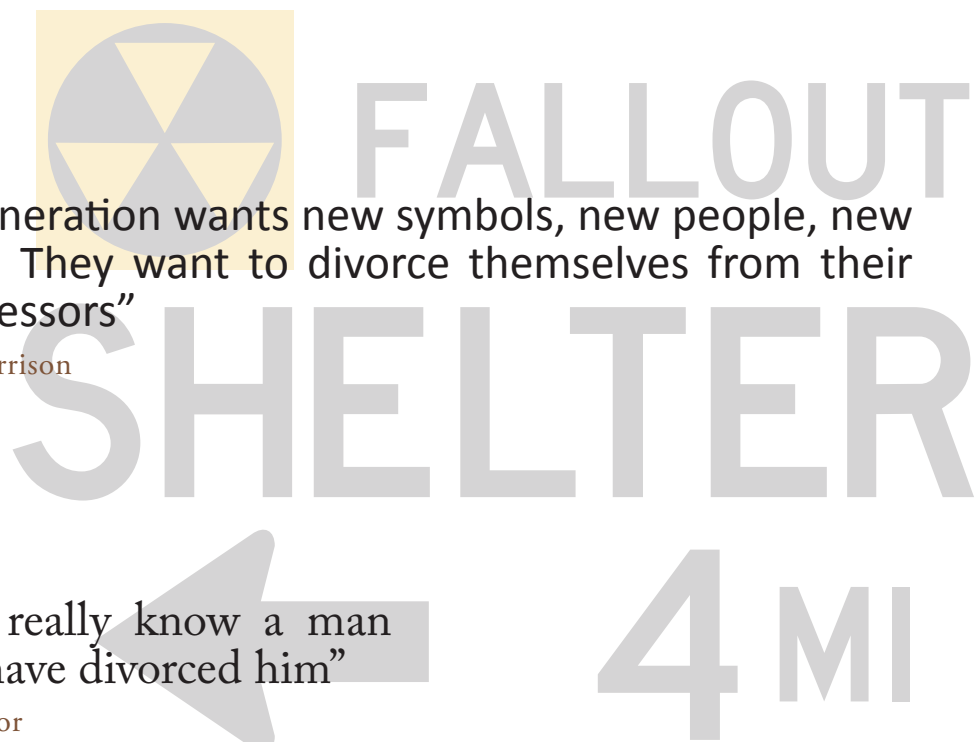 FALLOUT
neration wants new symbols, new people, new
They want to divorce themselves from their
essors”
rrison
SHELTER
really know a man
have divorced him”
or
4 MI